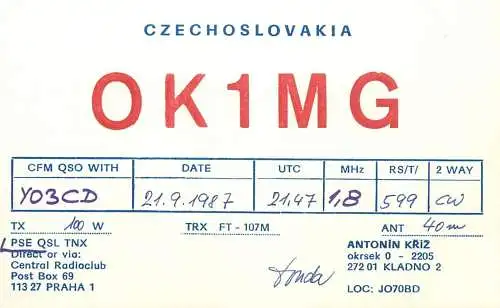 CZECHOSLOVAKIA
OK1MG
CFM QSO WITH DATE UTC MHz RS/T/ 2 WAY
YO3CD 21.9.1987 21,47 1,8 599 CW
TX 100 W TRX FT - 107M ANT 40m
PSE QSL TNX
Direct or via:
Central Radioclub
Post Box 69
113 27 PRAHA 1
Tonda
ANTONÍN KŘÍŽ
okrsek 0 - 2205
272 01 KLADNO 2
LOC: JO70BD